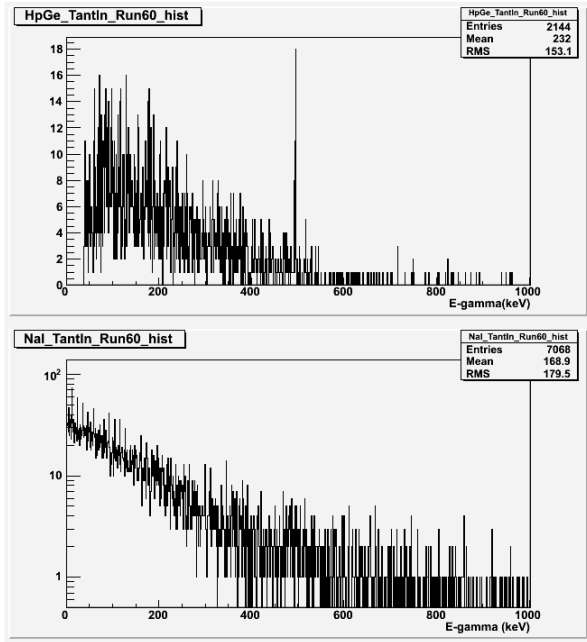 HpGe_TantIn_Run60_hist
HpGe_TantIn_Run60_hist
Entries 2144
Mean 232
RMS 153.1
18
16
14
12
10
8
6
4
2
0
0 200 400 600 800 1000
E-gamma(keV)
NaI_TantIn_Run60_hist
NaI_TantIn_Run60_hist
Entries 7068
Mean 168.9
RMS 179.5
10²
10
1
0 200 400 600 800 1000
E-gamma (keV)